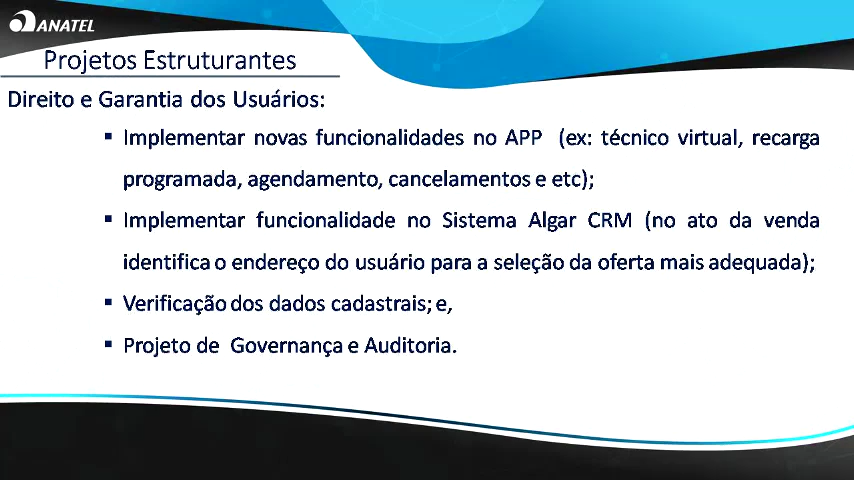 ANATEL
Projetos Estruturantes
Direito e Garantia dos Usuários:
▪ Implementar novas funcionalidades no APP (ex: técnico virtual, recarga
programada, agendamento, cancelamentos e etc);
▪ Implementar funcionalidade no Sistema Algar CRM (no ato da venda
identifica o endereço do usuário para a seleção da oferta mais adequada);
▪ Verificação dos dados cadastrais; e,
▪ Projeto de Governança e Auditoria.